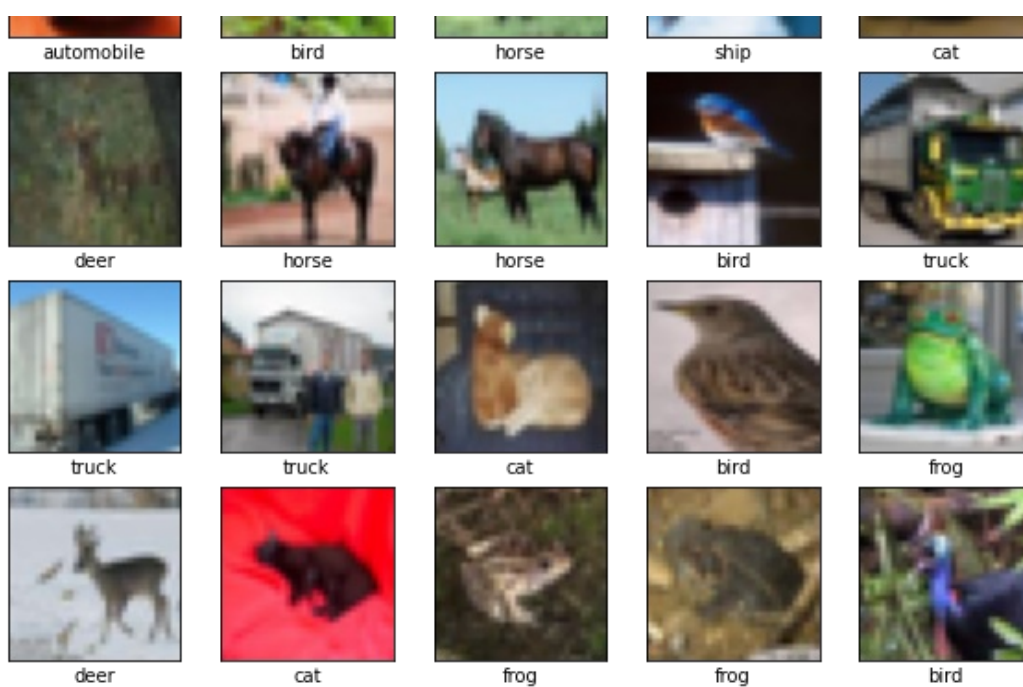 automobile bird horse ship cat
deer horse horse bird truck
truck truck cat bird frog
deer cat frog frog bird